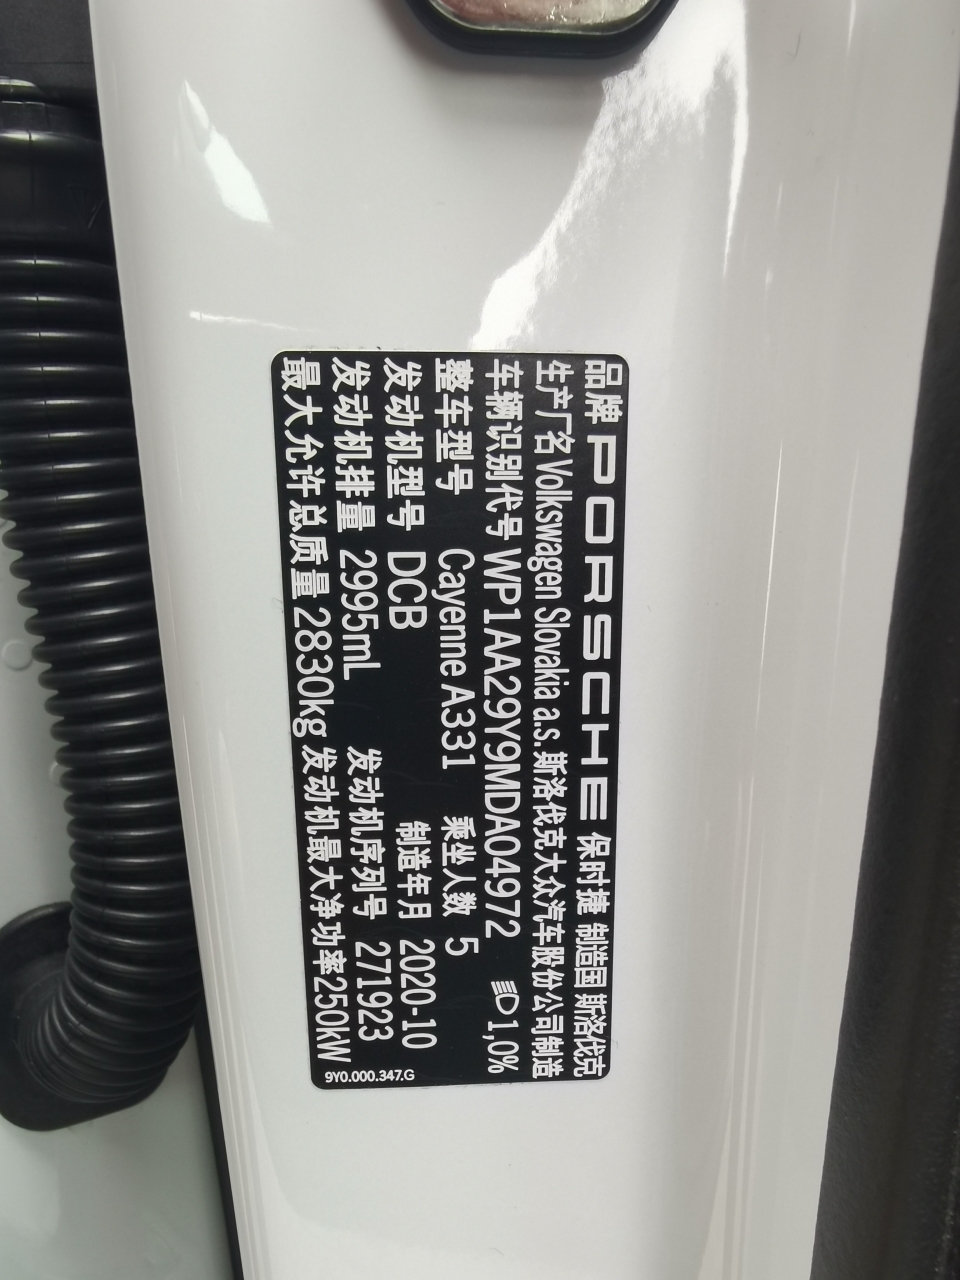 品牌 PORSCHE 保时捷 制造国 斯洛伐克
生产厂名 Volkswagen Slovakia a.s. 斯洛伐克大众汽车股份公司制造
车辆识别代号 WP1AA29Y9MDA04972 1,0%
整车型号 Cayenne A331 乘坐人数 5
发动机型号 DCB 制造年月 2020-10
发动机排量 2995mL 发动机序列号 271923
最大允许总质量 2830kg 发动机最大净功率 250kW
9Y0.000.347.G